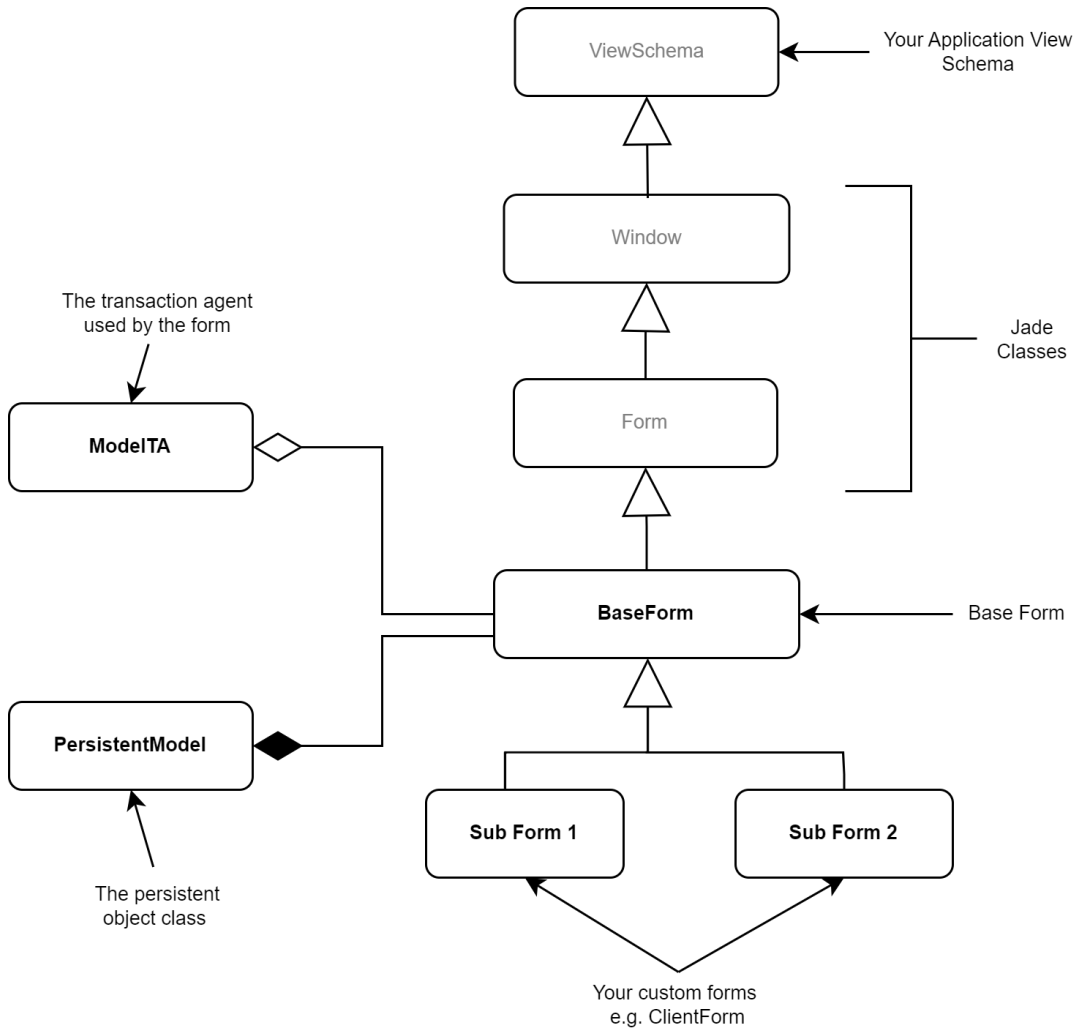 ViewSchema
Your Application View
Schema
Window
The transaction agent
used by the form
Jade
Classes
Form
ModelTA
BaseForm
Base Form
PersistentModel
Sub Form 1
Sub Form 2
The persistent
object class
Your custom forms
e.g. ClientForm